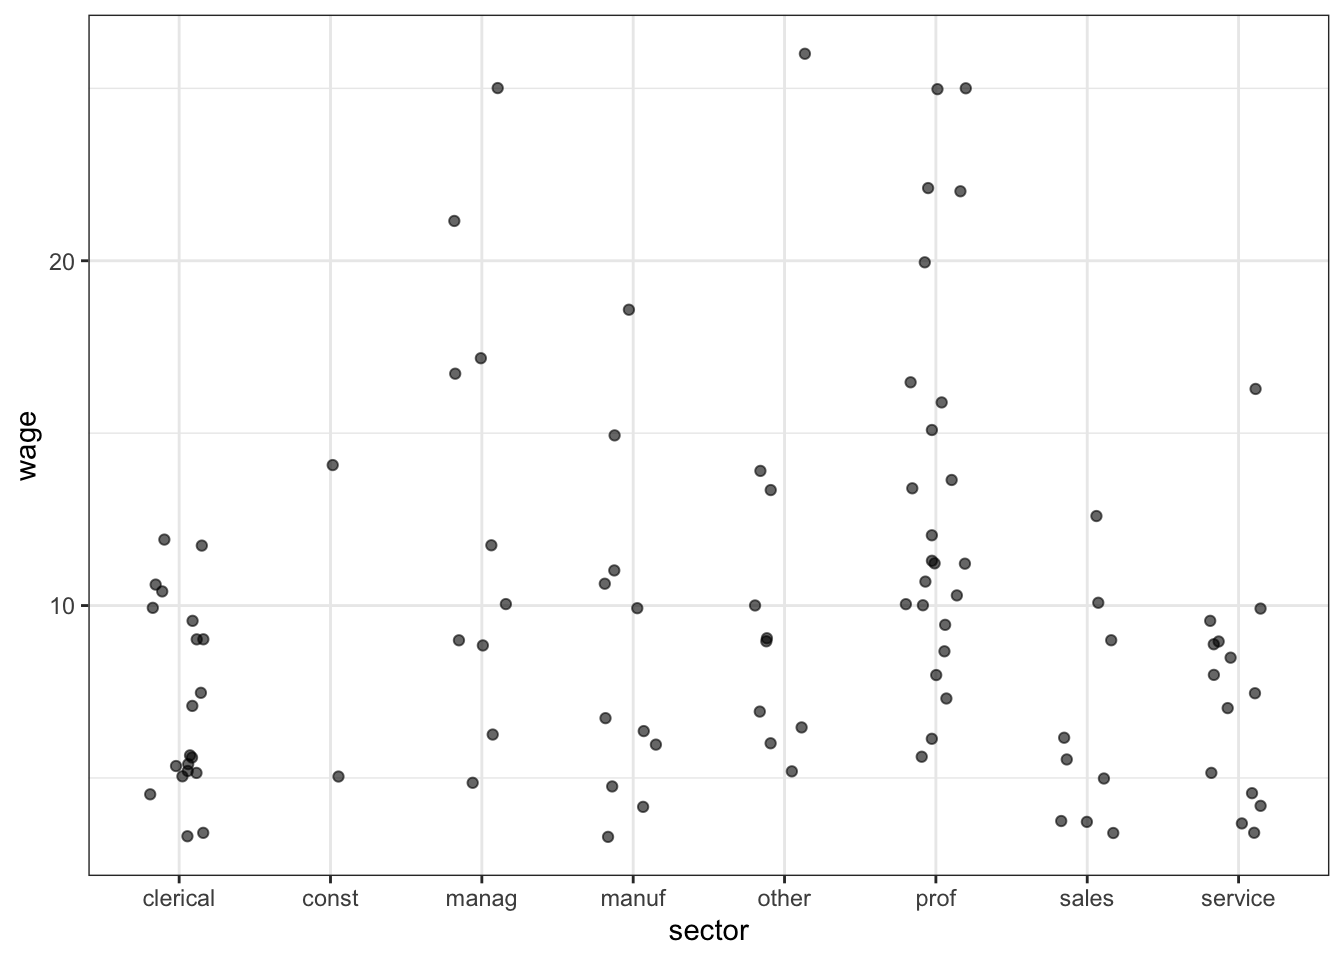 wage
20
10
clerical const manag manuf other prof sales service
sector